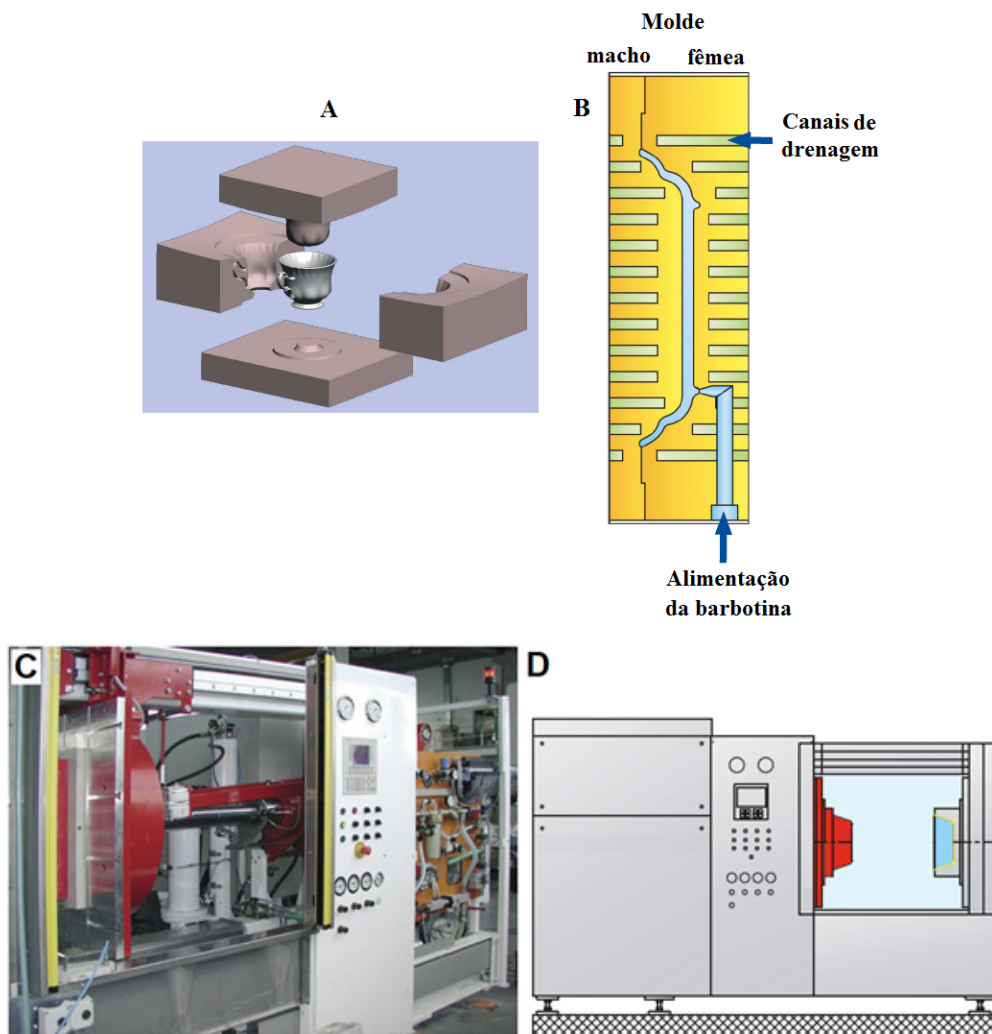 Molde
macho fêmea
A
B
Canais de
drenagem
Alimentação
da barbotina
C
D